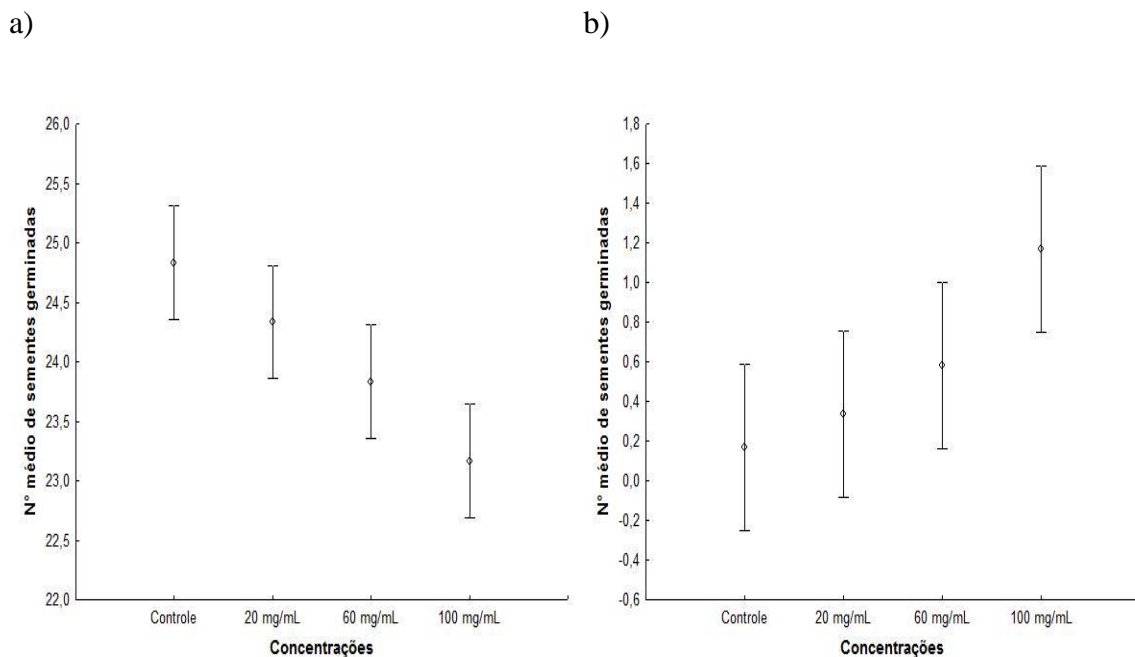 a)
b)
N° médio de sementes germinadas
26,0
25,5
25,0
24,5
24,0
23,5
23,0
22,5
22,0
Controle 20 mg/mL 60 mg/mL 100 mg/mL
Concentrações
N° médio de sementes germinadas
1,8
1,6
1,4
1,2
1,0
0,8
0,6
0,4
0,2
0,0
-0,2
-0,4
-0,6
Controle 20 mg/mL 60 mg/mL 100 mg/mL
Concentrações